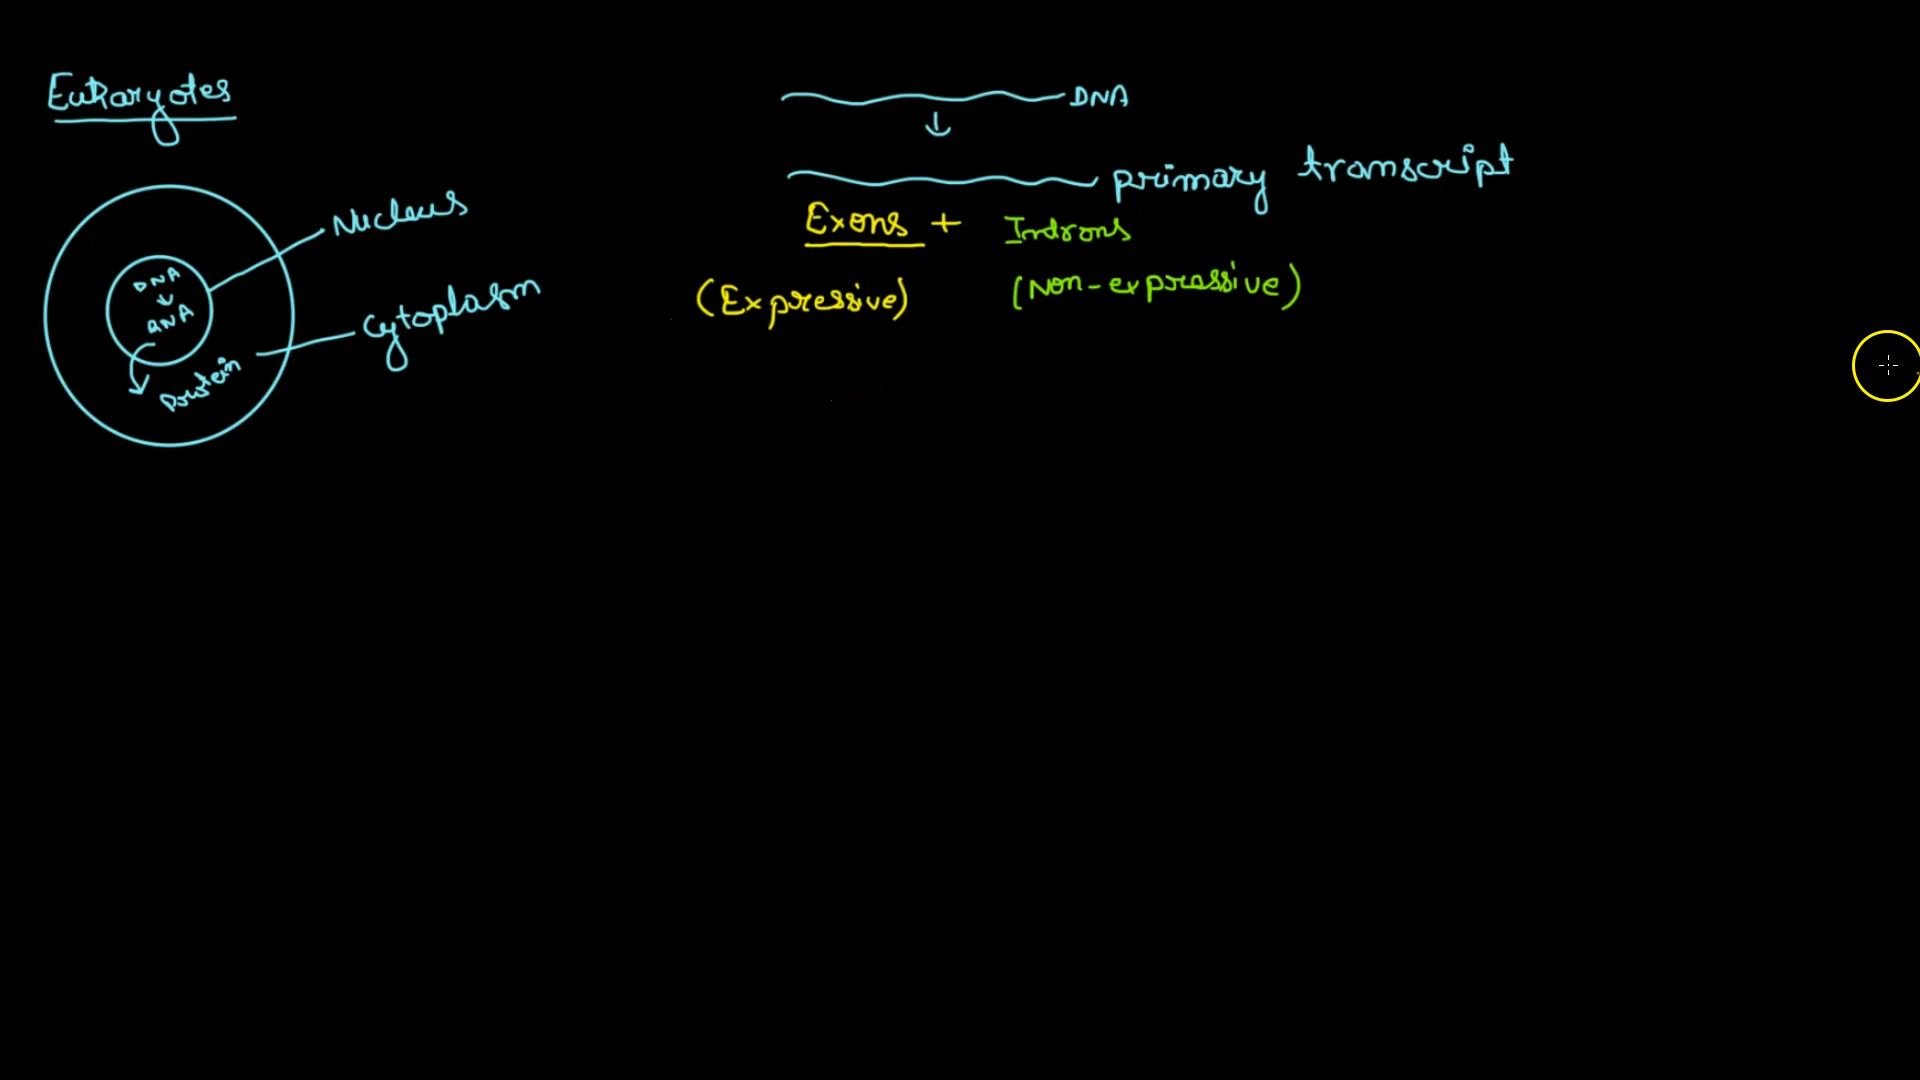 Eukaryotes
DNA
primary transcript
Exons + Introns
(Expressive) (Non-expressive)
Nucleus
Cytoplasm
DNA
RNA
Protein